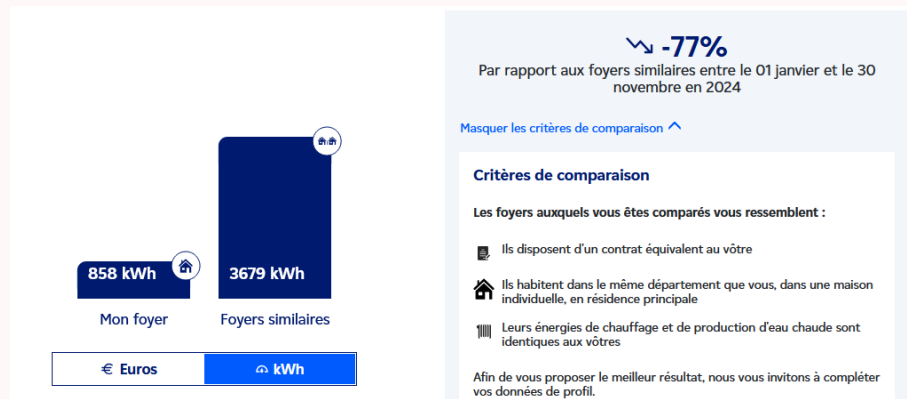 858 kWh
3679 kWh
Mon foyer
Foyers similaires
€ Euros
kWh
-77%
Par rapport aux foyers similaires entre le 01 janvier et le 30
novembre en 2024
Masquer les critères de comparaison
Critères de comparaison
Les foyers auxquels vous êtes comparés vous ressemblent :
Ils disposent d'un contrat équivalent au vôtre
Ils habitent dans le même département que vous, dans une maison
individuelle, en résidence principale
Leurs énergies de chauffage et de production d'eau chaude sont
identiques aux vôtres
Afin de vous proposer le meilleur résultat, nous vous invitons à compléter
vos données de profil.